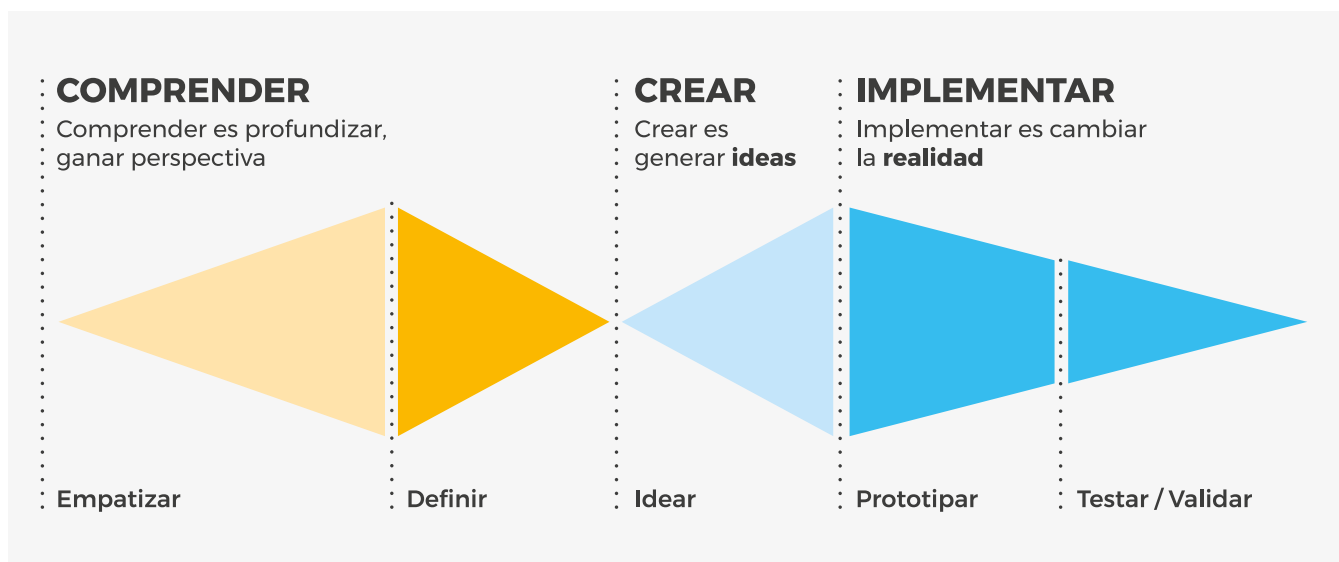 COMPRENDER
Comprender es profundizar,
ganar perspectiva
CREAR
Crear es
generar ideas
IMPLEMENTAR
Implementar es cambiar
la realidad
Empatizar
Definir
Idear
Prototipar
Testar / Validar